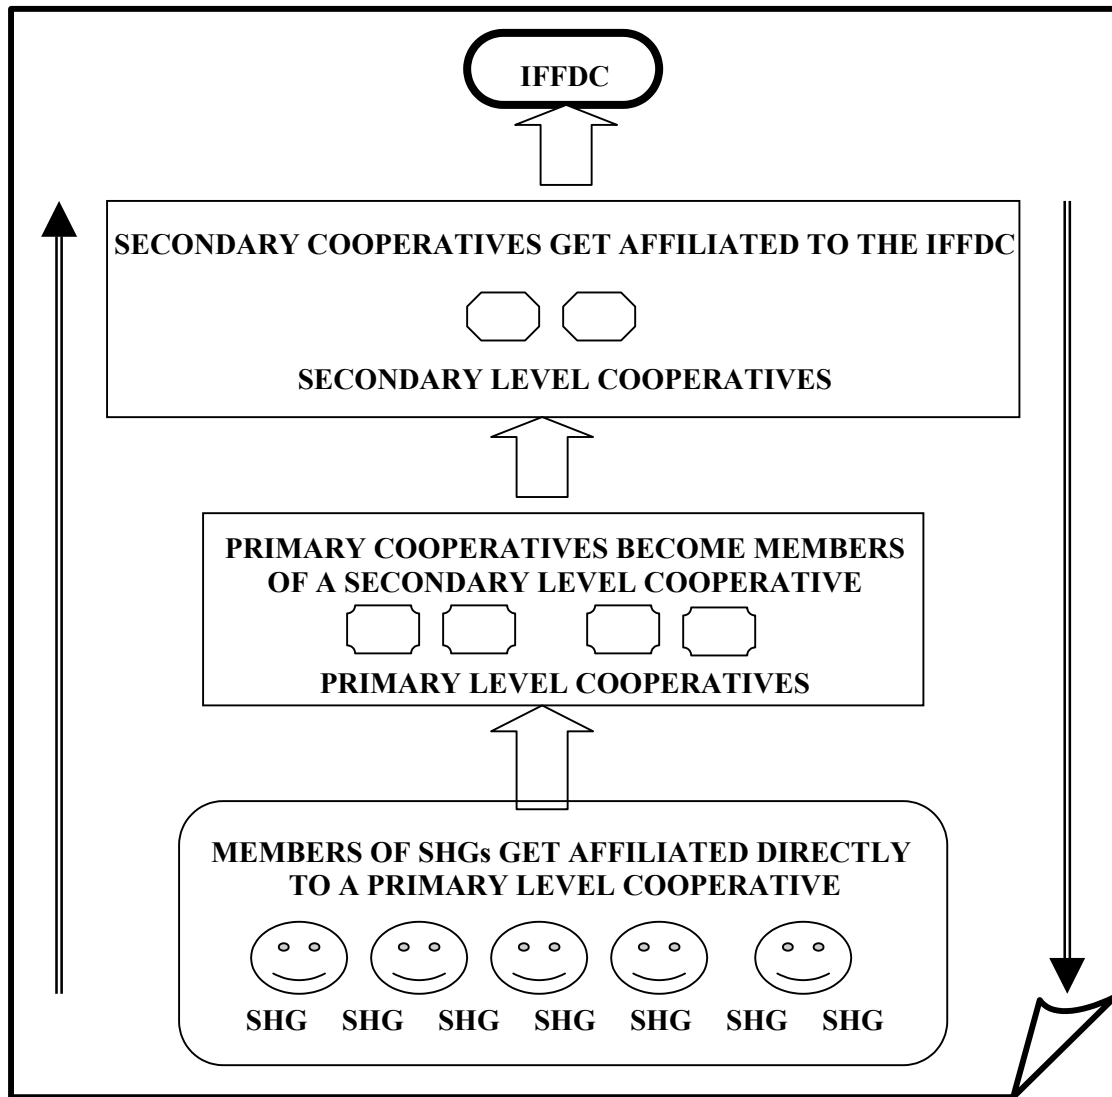 IFFDC
SECONDARY COOPERATIVES GET AFFILIATED TO THE IFFDC
SECONDARY LEVEL COOPERATIVES
PRIMARY COOPERATIVES BECOME MEMBERS
OF A SECONDARY LEVEL COOPERATIVE
PRIMARY LEVEL COOPERATIVES
MEMBERS OF SHGs GET AFFILIATED DIRECTLY
TO A PRIMARY LEVEL COOPERATIVE
SHG SHG SHG SHG SHG SHG SHG